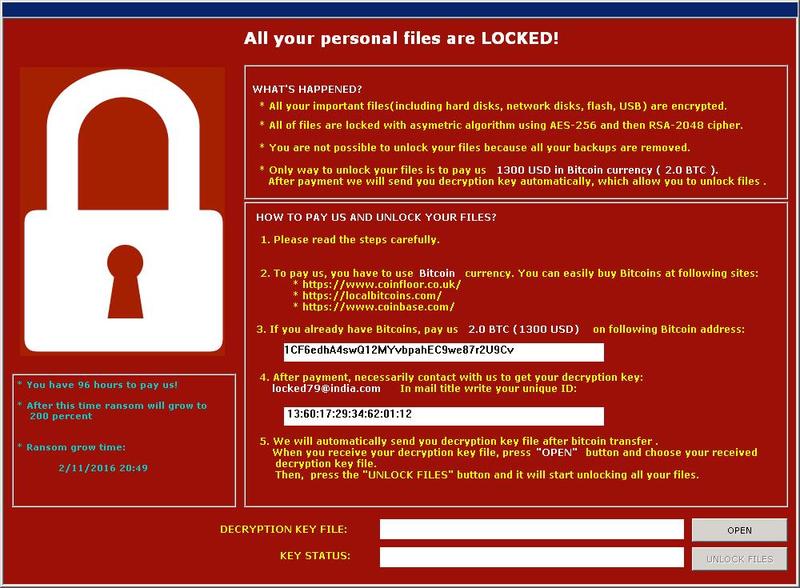 All your personal files are LOCKED!
WHAT'S HAPPENED?
* All your important files(including hard disks, network disks, flash, USB) are encrypted.
* All of files are locked with asymetric algorithm using AES-256 and then RSA-2048 cipher.
* You are not possible to unlock your files because all your backups are removed.
* Only way to unlock your files is to pay us 1300 USD in Bitcoin currency ( 2.0 BTC ).
After payment we will send you decryption key automatically, which allow you to unlock files .
HOW TO PAY US AND UNLOCK YOUR FILES?
1. Please read the steps carefully.
2. To pay us, you have to use Bitcoin currency. You can easily buy Bitcoins at following sites:
* https://www.coinfloor.co.uk/
* https://localbitcoins.com/
* https://www.coinbase.com/
3. If you already have Bitcoins, pay us 2.0 BTC (1300 USD) on following Bitcoin address:
1CF6edhA4swQ12MYvbpahEC9we87r2U9Cv
4. After payment, necessarily contact with us to get your decryption key:
locked79@india.com In mail title write your unique ID:
13:60:17:29:34:62:01:12
5. We will automatically send you decryption key file after bitcoin transfer .
When you receive your decryption key file, press "OPEN" button and choose your received
decryption key file.
Then, press the "UNLOCK FILES" button and it will start unlocking all your files.
* You have 96 hours to pay us!
* After this time ransom will grow to
200 percent
* Ransom grow time:
2/11/2016 20:49
DECRYPTION KEY FILE:
OPEN
KEY STATUS:
UNLOCK FILES